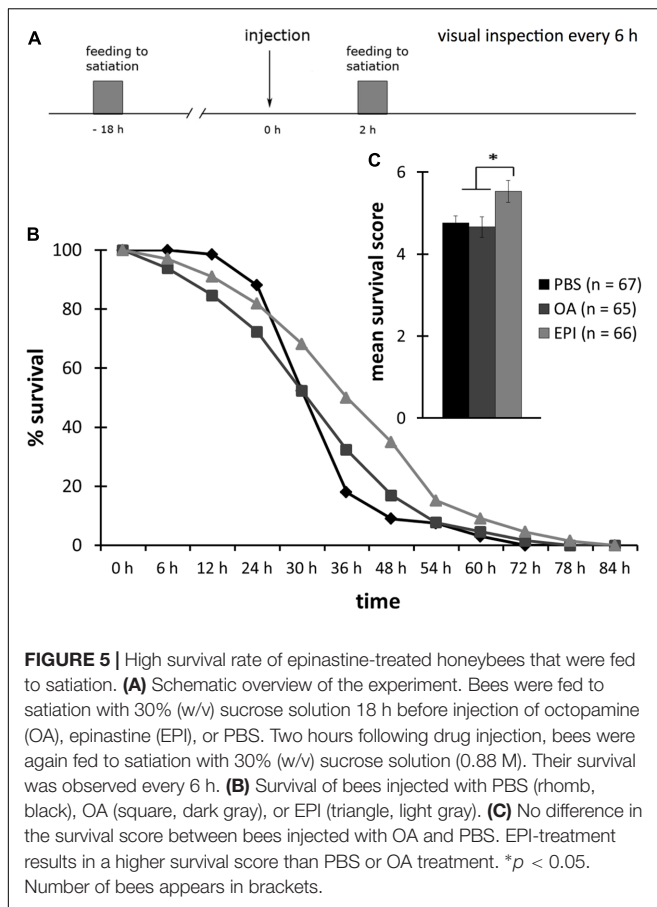 A
injection
visual inspection every 6 h
feeding to
satiation
feeding to
satiation
- 18 h
0 h
2 h
C
6
4
2
0
mean survival score
*
PBS (n = 67)
OA (n = 65)
EPI (n = 66)
B
100
80
60
40
20
0
% survival
0 h 6 h 12 h 24 h 30 h 36 h 48 h 54 h 60 h 72 h 78 h 84 h
time
FIGURE 5 | High survival rate of epinastine-treated honeybees that were fed
to satiation. (A) Schematic overview of the experiment. Bees were fed to
satiation with 30% (w/v) sucrose solution 18 h before injection of octopamine
(OA), epinastine (EPI), or PBS. Two hours following drug injection, bees were
again fed to satiation with 30% (w/v) sucrose solution (0.88 M). Their survival
was observed every 6 h. (B) Survival of bees injected with PBS (rhomb,
black), OA (square, dark gray), or EPI (triangle, light gray). (C) No difference in
the survival score between bees injected with OA and PBS. EPI-treatment
results in a higher survival score than PBS or OA treatment. *p < 0.05.
Number of bees appears in brackets.